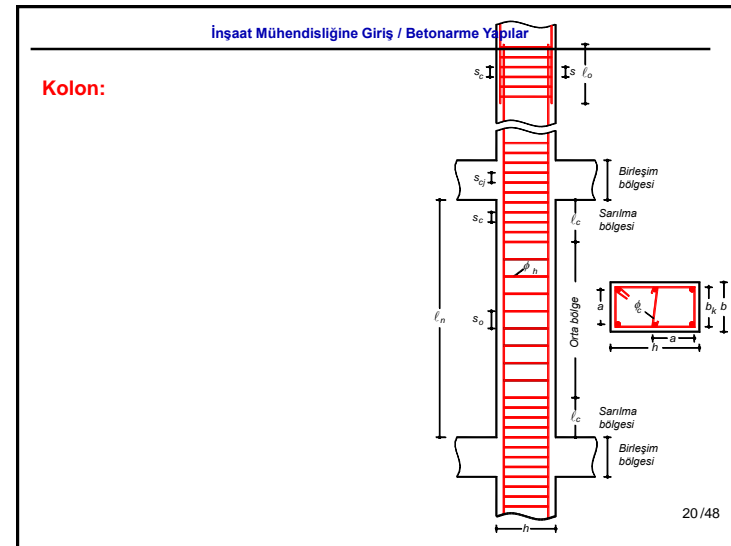 İnşaat Mühendisliğine Giriş / Betonarme Yapılar
Kolon:
s_c
s
ℓ_o
s_cj
Birleşim
bölgesi
s_c
ℓ_c
Sarılma
bölgesi
ϕ_h
ℓ_n
s_o
Orta bölge
a
ϕ_c
b_k
b
a
h
ℓ_c
Sarılma
bölgesi
Birleşim
bölgesi
h
20/48